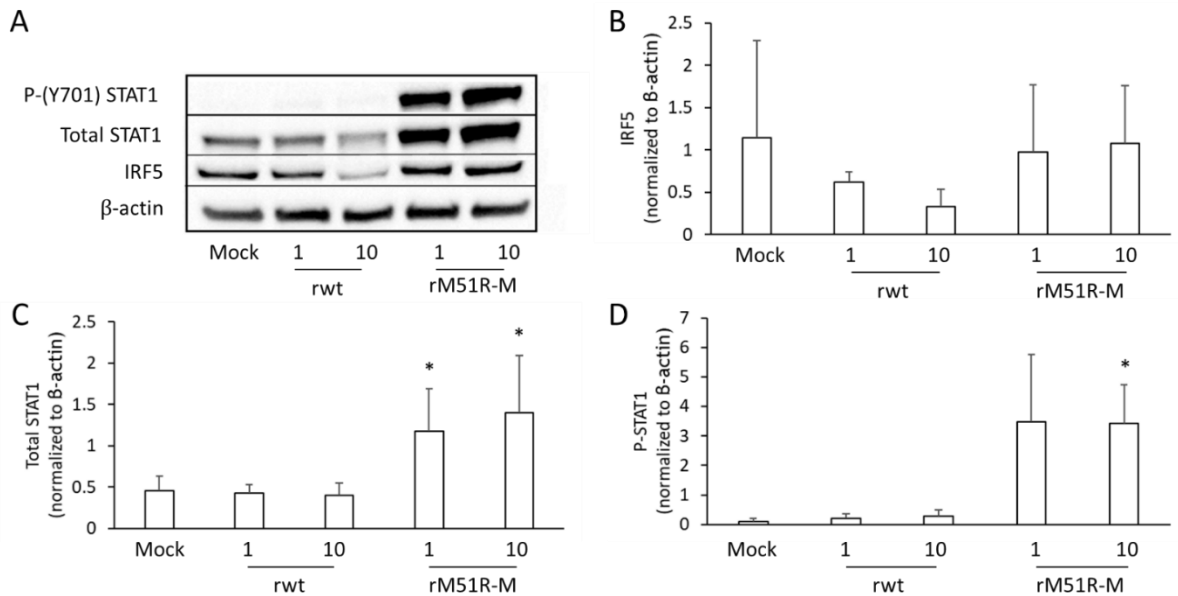 A
P-(Y701) STAT1
Total STAT1
IRF5
β-actin
Mock 1 10 1 10
rwt rM51R-M
B
IRF5
(normalized to ß-actin)
2.5
2
1.5
1
0.5
0
Mock 1 10 1 10
rwt rM51R-M
C
Total STAT1
(normalized to ß-actin)
2.5
2
1.5
1
0.5
0
* *
Mock 1 10 1 10
rwt rM51R-M
D
P-STAT1
(normalized to ß-actin)
7
6
5
4
3
2
1
0
*
Mock 1 10 1 10
rwt rM51R-M